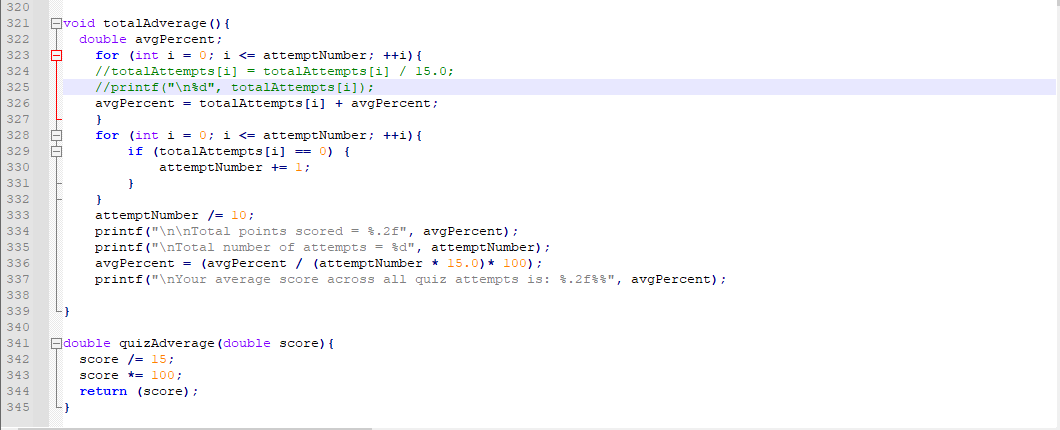 320
321 void totalAdverage(){
322 double avgPercent;
323 for (int i = 0; i <= attemptNumber; ++i){
324 //totalAttempts[i] = totalAttempts[i] / 15.0;
325 //printf("\n%d", totalAttempts[i]);
326 avgPercent = totalAttempts[i] + avgPercent;
327 }
328 for (int i = 0; i <= attemptNumber; ++i){
329 if (totalAttempts[i] == 0) {
330 attemptNumber += 1;
331 }
332 }
333 attemptNumber /= 10;
334 printf("\n\nTotal points scored = %.2f", avgPercent);
335 printf("\nTotal number of attempts = %d", attemptNumber);
336 avgPercent = (avgPercent / (attemptNumber * 15.0)* 100);
337 printf("\nYour average score across all quiz attempts is: %.2f%%", avgPercent);
338
339 }
340
341 double quizAdverage(double score){
342 score /= 15;
343 score *= 100;
344 return (score);
345 }